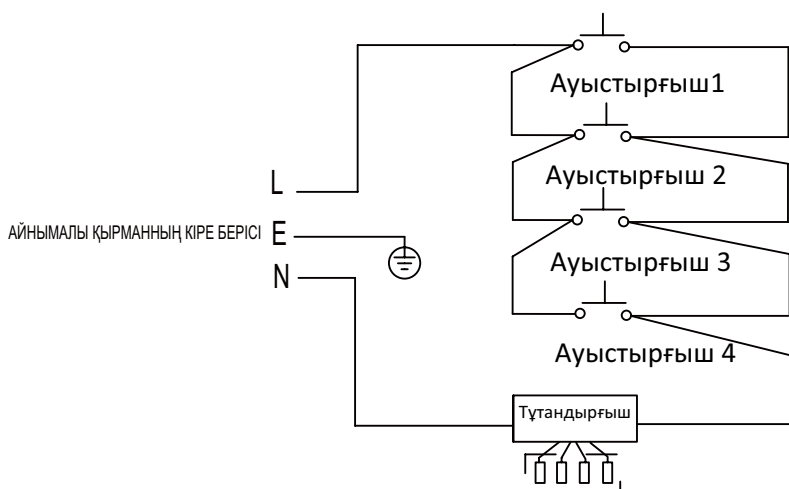 Ауыстырғыш1
Ауыстырғыш 2
L
АЙНЫМАЛЫ ҚЫРМАННЫҢ КІРЕ БЕРІСІ E
N
Ауыстырғыш 3
Ауыстырғыш 4
Тұтандырғыш